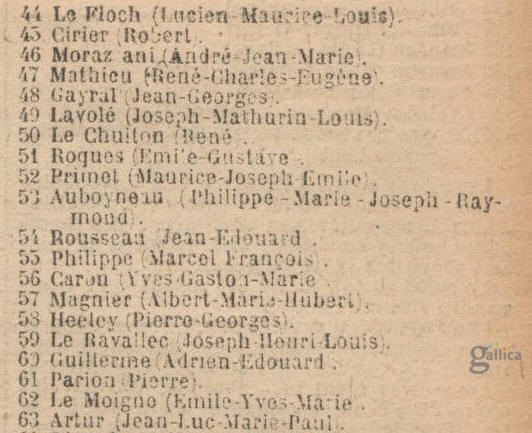 44 Le Floch (Lucien-Maurice-Louis).
45 Cirier (Robert.
46 Moraz ani (André-Jean-Marie).
47 Mathieu (René-Charles-Eugène).
48 Gayral (Jean-Georges).
49 Lavolé (Joseph-Mathurin-Louis).
50 Le Chuiton (René.
51 Roques (Emile-Gustave.
52 Primet (Maurice-Joseph-Emile).
53 Auboyneau (Philippe-Marie-Joseph-Ray-
mond).
54 Rousseau (Jean-Edouard.
55 Philippe (Marcel François).
56 Caron (Yves-Gaston-Marie
57 Magnier (Albert-Marie-Hubert).
58 Heeley (Pierre-Georges).
59 Le Ravallec (Joseph-Henri-Louis).
60 Guillerme (Adrien-Edouard.
61 Parion (Pierre).
62 Le Moigne (Emile-Yves-Marie.
63 Artur (Jean-Luc-Marie-Paul).
gallica